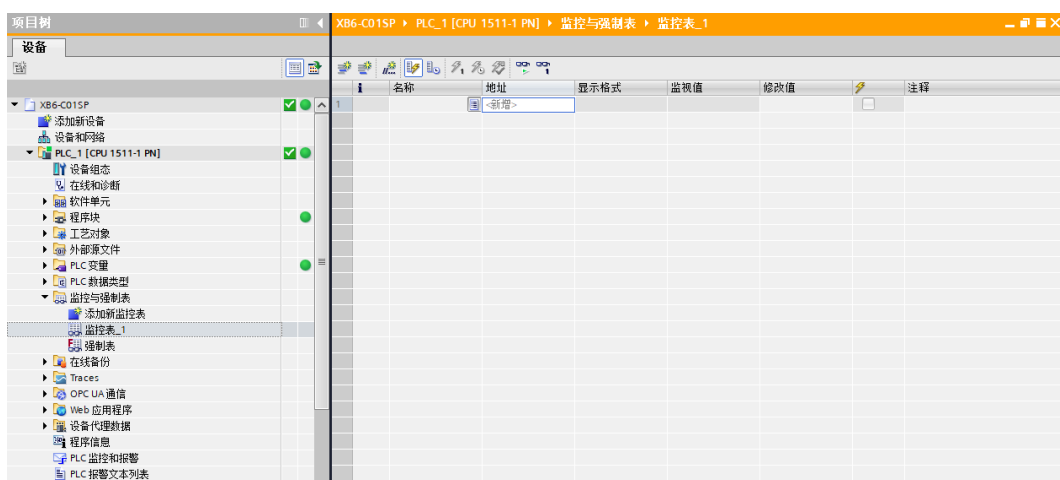 项目树
XB6-C01SP ▸ PLC_1 [CPU 1511-1 PN] ▸ 监控与强制表 ▸ 监控表_1
设备
i 名称 地址 显示格式 监视值 修改值 注释
1 <新增>
XB6-C01SP
添加新设备
设备和网络
PLC_1 [CPU 1511-1 PN]
设备组态
在线和诊断
软件单元
程序块
工艺对象
外部源文件
PLC 变量
PLC 数据类型
监控与强制表
添加新监控表
监控表_1
强制表
在线备份
Traces
OPC UA 通信
Web 应用程序
设备代理数据
程序信息
PLC 监控和报警
PLC 报警文本列表